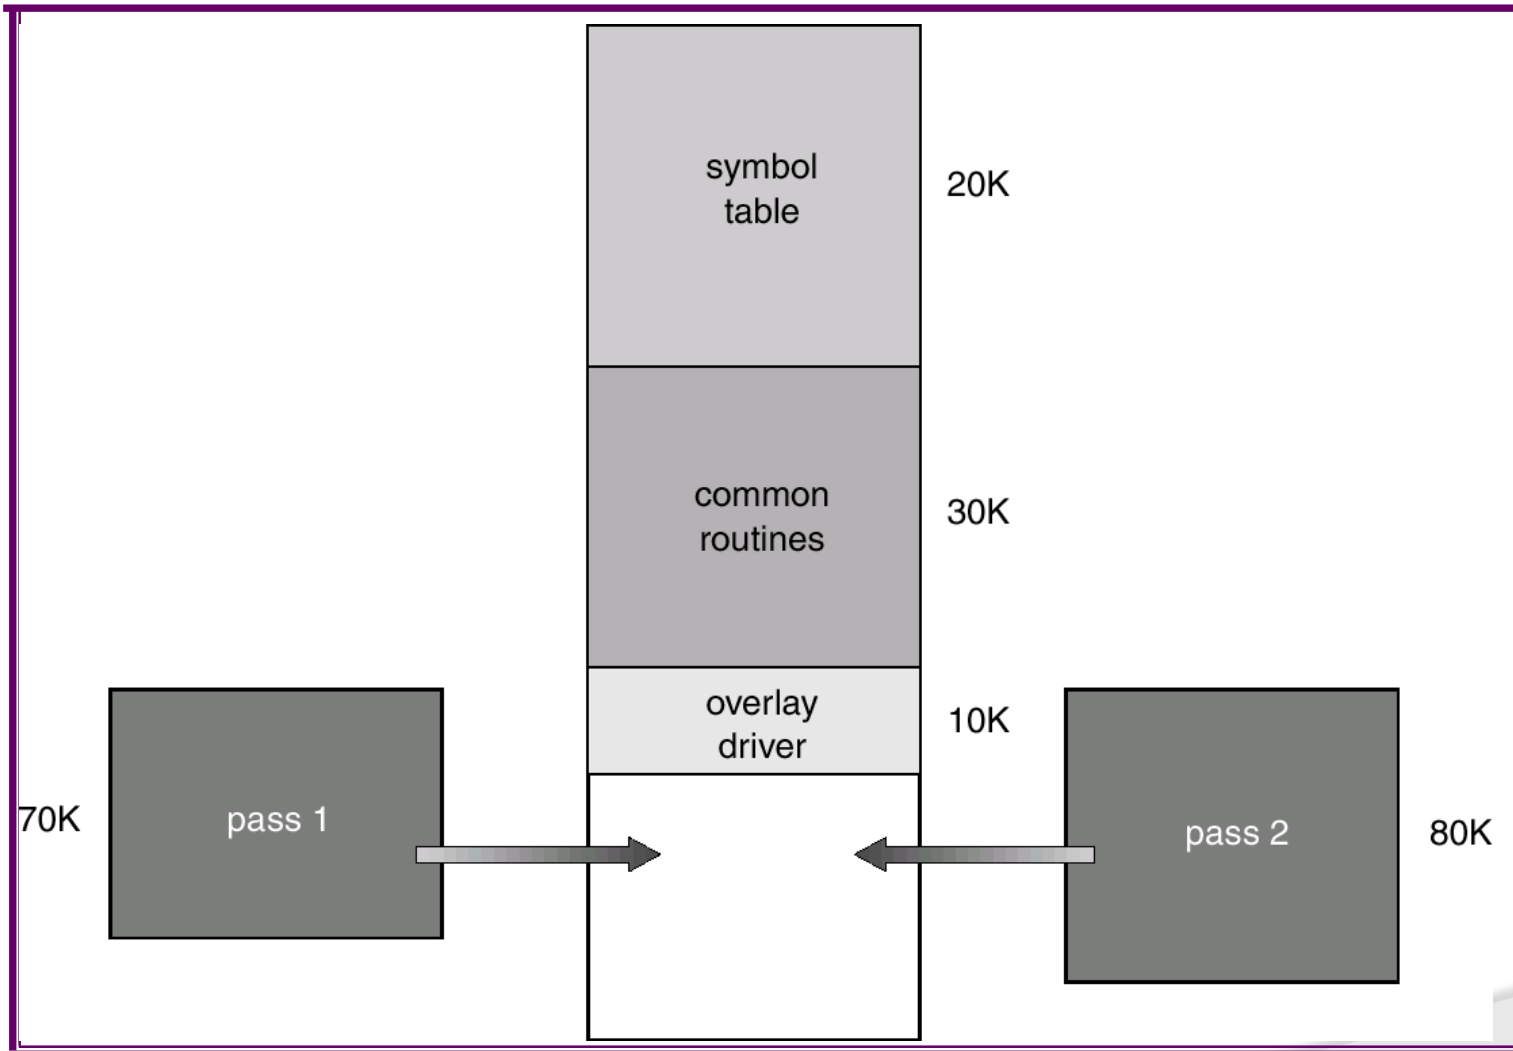 symbol
table
20K
common
routines
30K
overlay
driver
10K
70K
pass 1
pass 2
80K